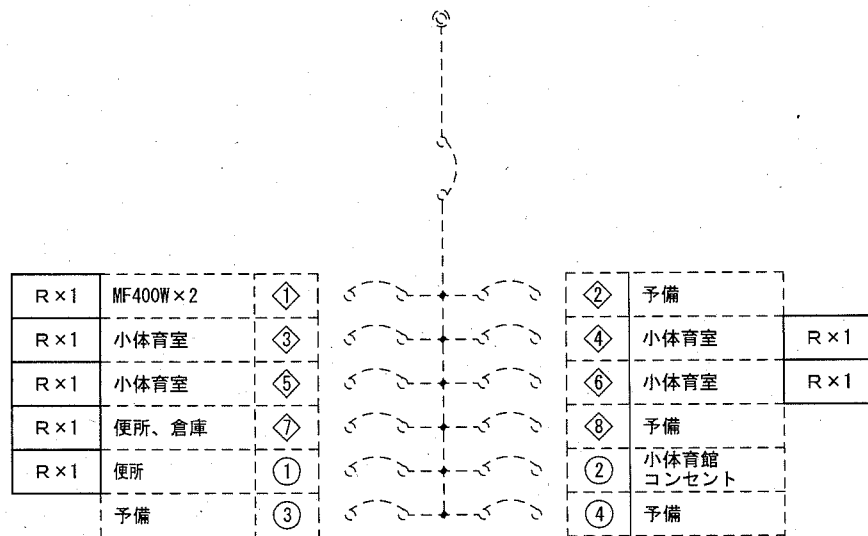 R×1 MF400W×2 1 2 予備
R×1 小体育室 3 4 小体育室 R×1
R×1 小体育室 5 6 小体育室 R×1
R×1 便所、倉庫 7 8 予備
R×1 便所 1 2 小体育館
コンセント
予備 3 4 予備